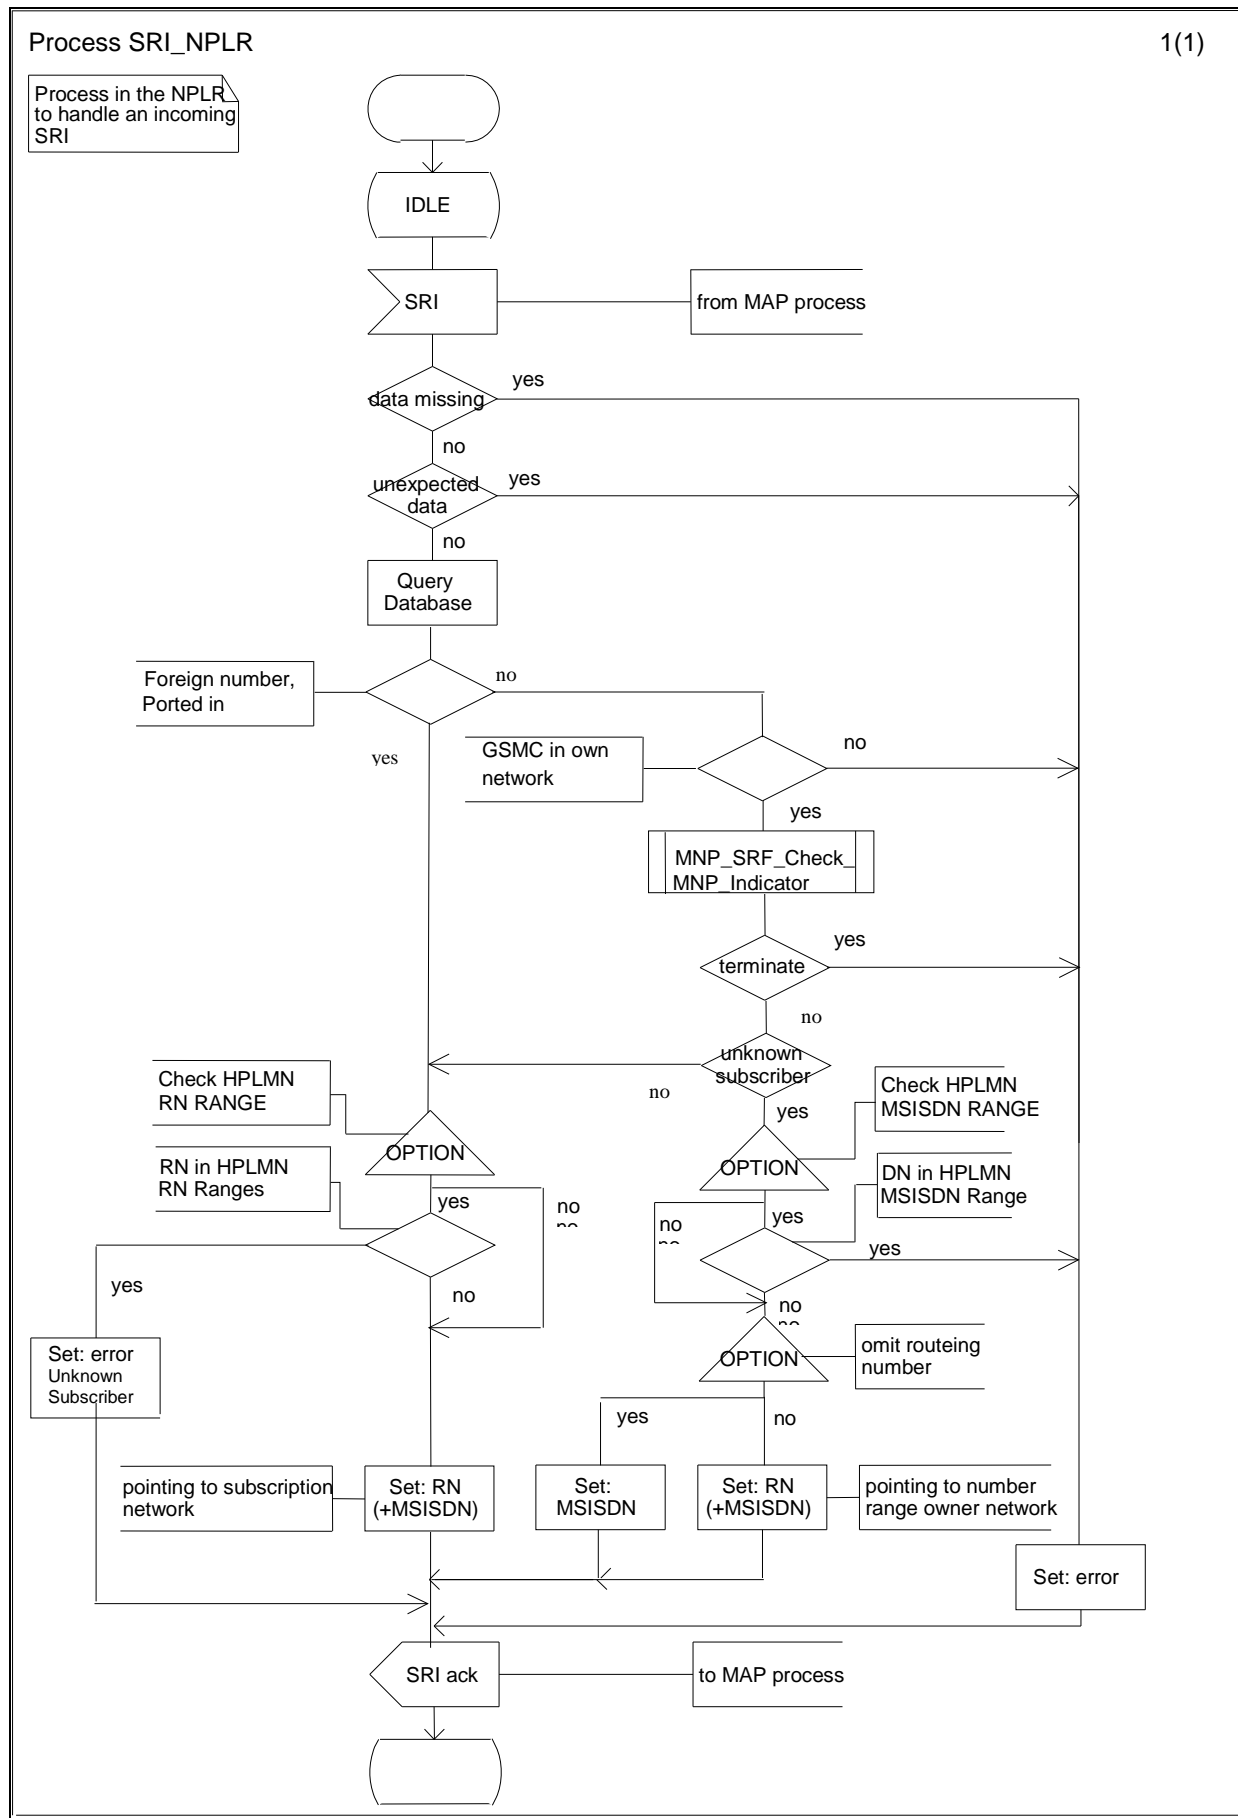 Process SRI_NPLR
1(1)
Process in the NPLR
to handle an incoming
SRI
IDLE
SRI
from MAP process
yes
data missing
no
unexpected
data
yes
no
Query
Database
Foreign number,
Ported in
no
yes
GSMC in own
network
no
yes
MNP_SRF_Check_
MNP_Indicator
terminate
yes
no
unknown
subscriber
no
yes
Check HPLMN
RN RANGE
OPTION
Check HPLMN
MSISDN RANGE
OPTION
RN in HPLMN
RN Ranges
yes
no
no
DN in HPLMN
MSISDN Range
no
no
yes
yes
yes
no
no
no
Set: error
Unknown
Subscriber
OPTION
omit routeing
number
yes
no
pointing to subscription
network
Set: RN
(+MSISDN)
Set:
MSISDN
Set: RN
(+MSISDN)
pointing to number
range owner network
Set: error
SRI ack
to MAP process